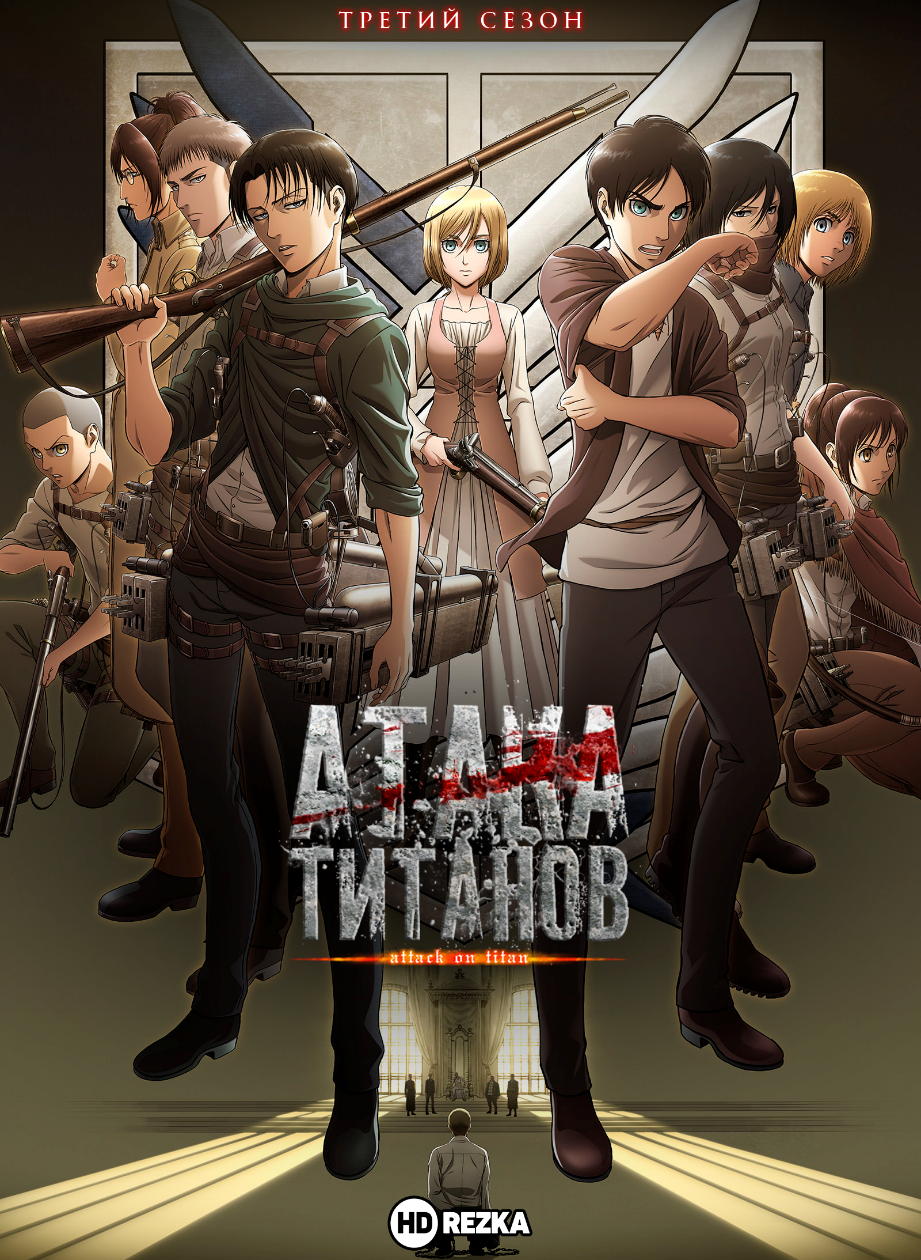 ТРЕТИЙ СЕЗОН
АТАКА
ТИТАНОВ
attack on titan
HD REZKA